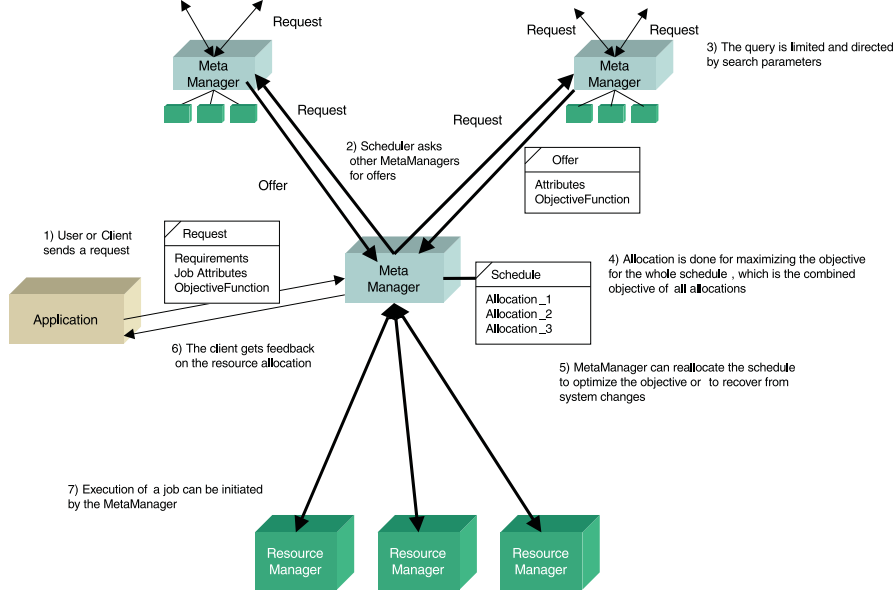 Request
Meta
Manager
Request
Request
Meta
Manager
3) The query is limited and directed
by search parameters
Request
Request
2) Scheduler asks
other MetaManagers
for offers
Offer
Offer
Attributes
ObjectiveFunction
1) User or Client
sends a request
Request
Requirements
Job Attributes
ObjectiveFunction
Meta
Manager
Schedule
Allocation_1
Allocation_2
Allocation_3
4) Allocation is done for maximizing the objective
for the whole schedule , which is the combined
objective of all allocations
Application
6) The client gets feedback
on the resource allocation
5) MetaManager can reallocate the schedule
to optimize the objective or to recover from
system changes
7) Execution of a job can be initiated
by the MetaManager
Resource
Manager
Resource
Manager
Resource
Manager